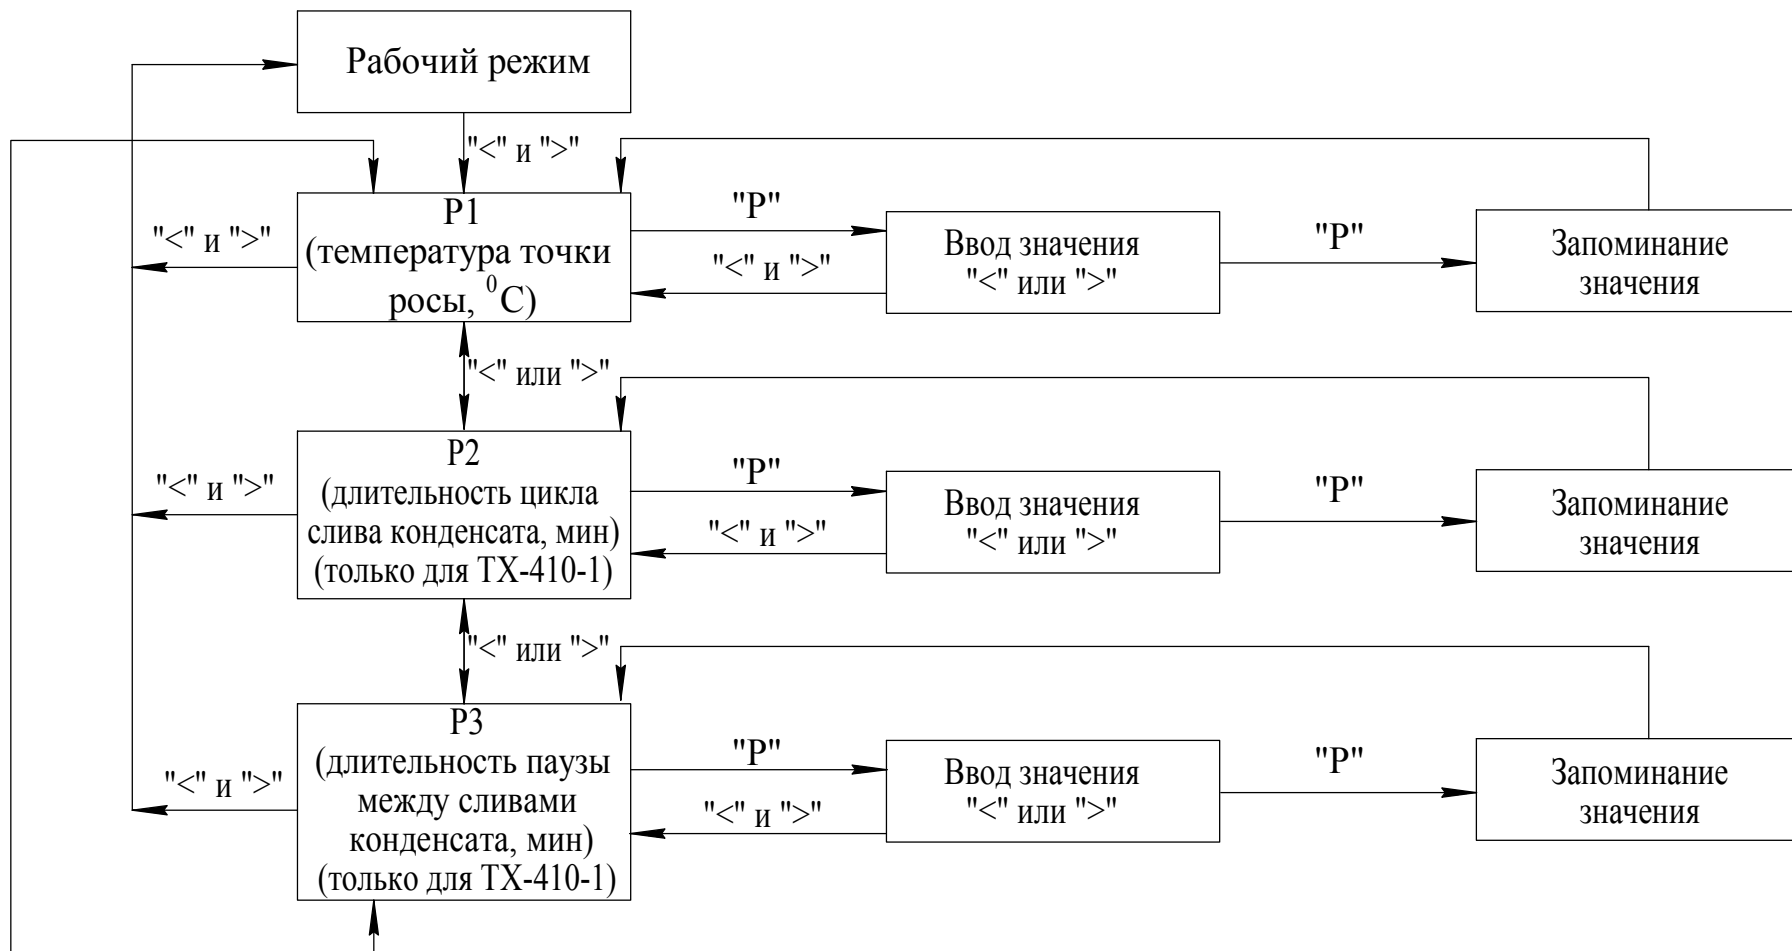 Рабочий режим
"<" и ">"
"<" и ">"
P1
(температура точки
росы, ⁰C)
"P"
"<" и ">"
Ввод значения
"<" или ">"
"P"
Запоминание
значения
"<" или ">"
"<" и ">"
P2
(длительность цикла
слива конденсата, мин)
(только для ТХ-410-1)
"P"
"<" и ">"
Ввод значения
"<" или ">"
"P"
Запоминание
значения
"<" или ">"
"<" и ">"
P3
(длительность паузы
между сливами
конденсата, мин)
(только для ТХ-410-1)
"P"
"<" и ">"
Ввод значения
"<" или ">"
"P"
Запоминание
значения